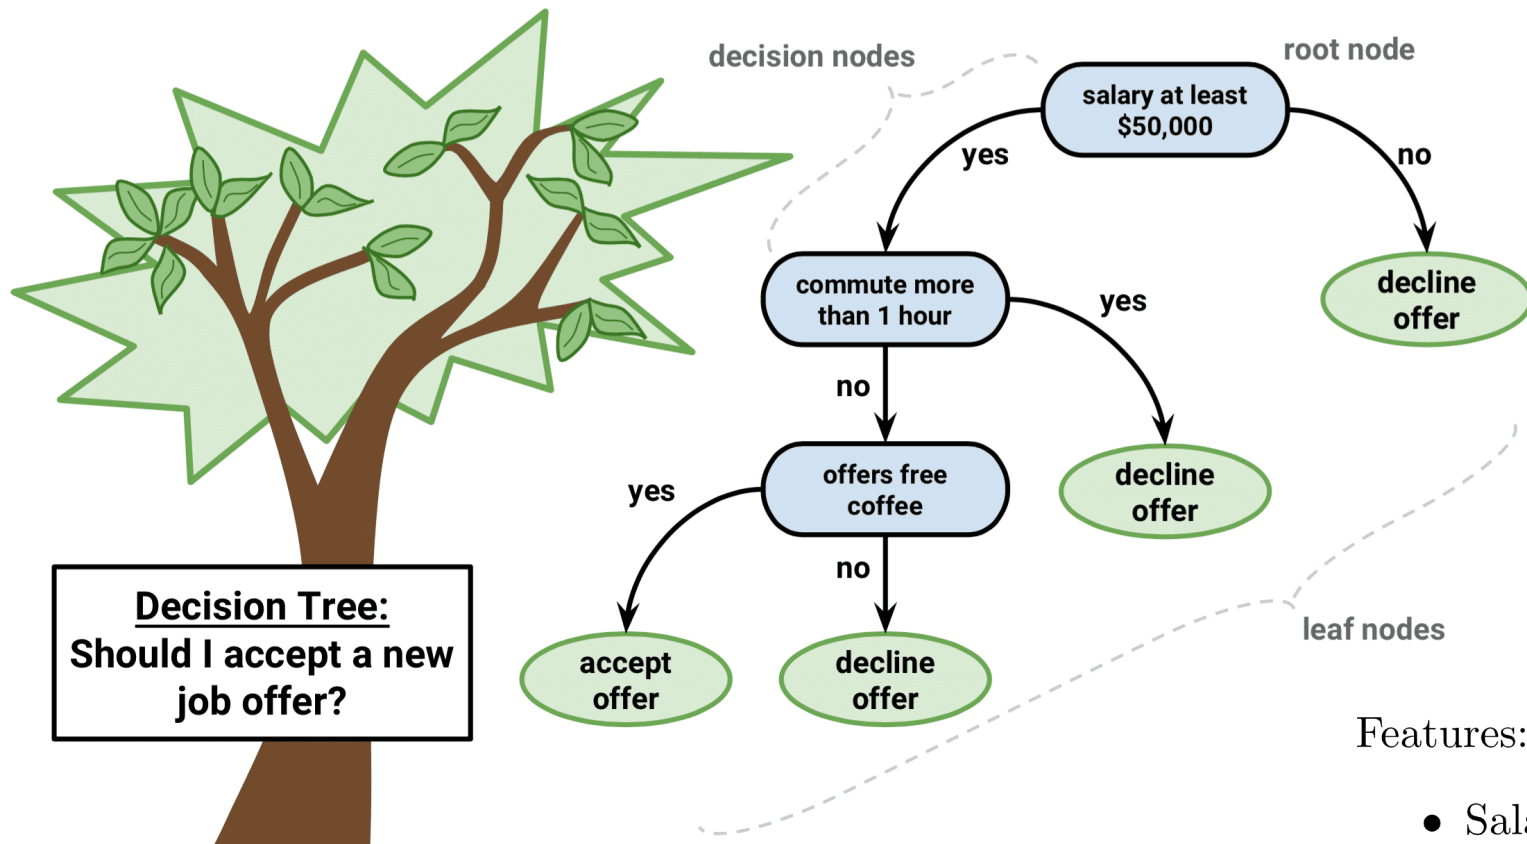 decision nodes
root node
salary at least
$50,000
yes
no
commute more
than 1 hour
yes
decline
offer
no
offers free
coffee
decline
offer
yes
no
Decision Tree:
Should I accept a new
job offer?
accept
offer
decline
offer
leaf nodes
Features:
•